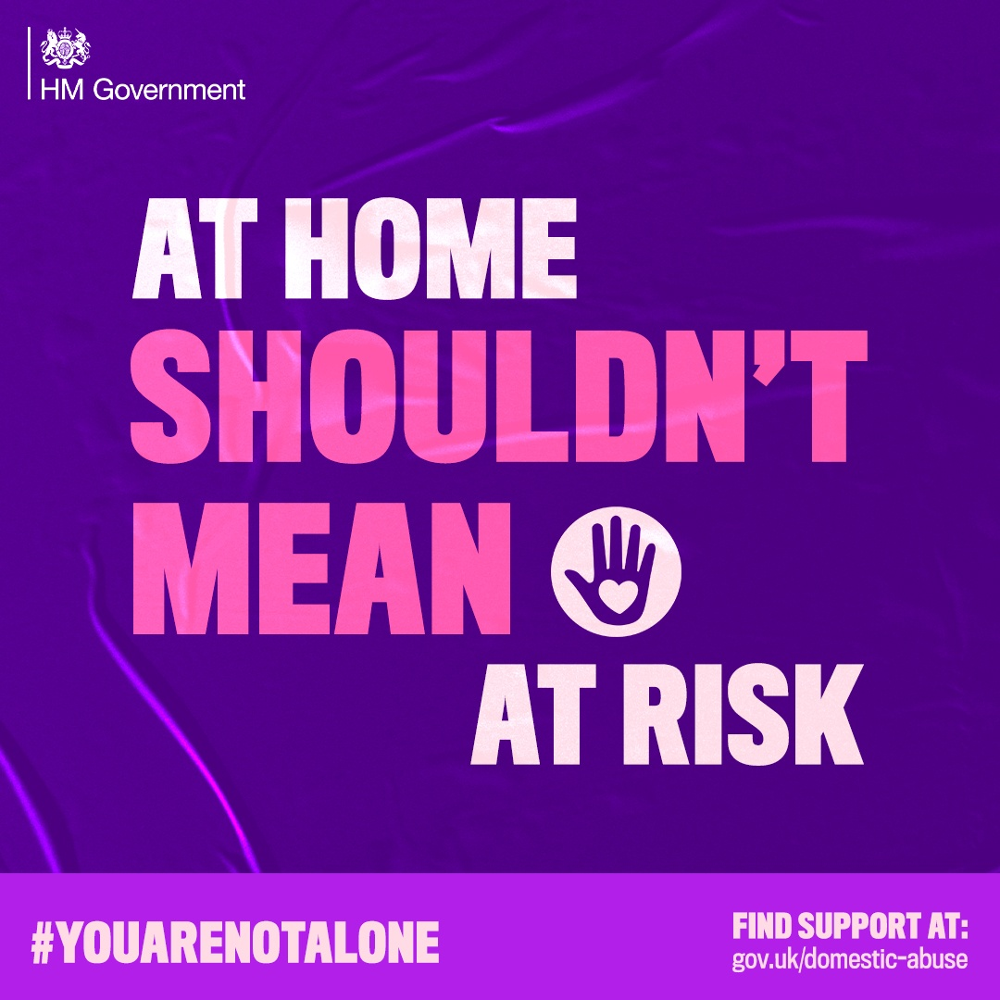 HM Government
AT HOME
SHOULDN’T
MEAN
AT RISK
#YOUARENOTALONE
FIND SUPPORT AT:
gov.uk/domestic-abuse